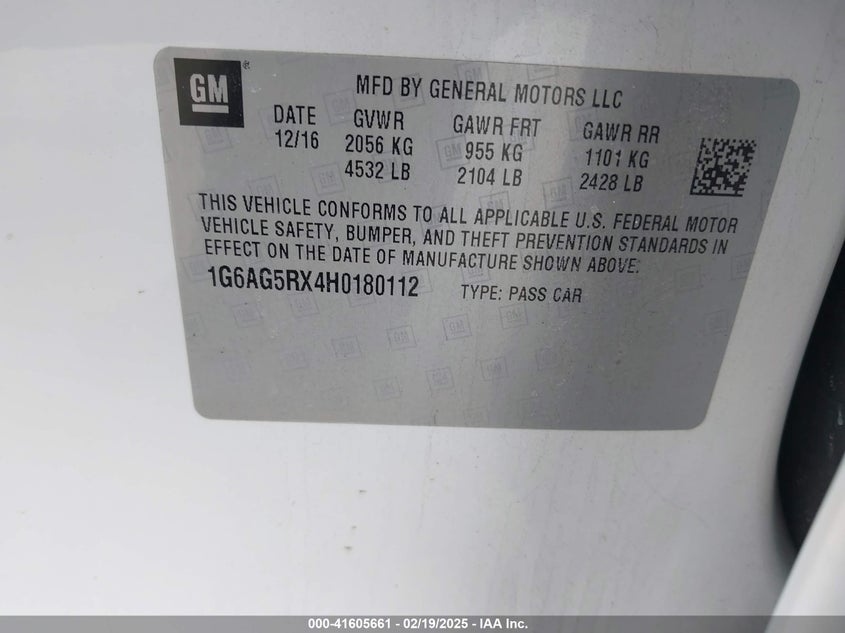 GM
MFD BY GENERAL MOTORS LLC
DATE GVWR GAWR FRT GAWR RR
12/16 2056 KG 955 KG 1101 KG
4532 LB 2104 LB 2428 LB
THIS VEHICLE CONFORMS TO ALL APPLICABLE U.S. FEDERAL MOTOR
VEHICLE SAFETY, BUMPER, AND THEFT PREVENTION STANDARDS IN
EFFECT ON THE DATE OF MANUFACTURE SHOWN ABOVE.
1G6AG5RX4H0180112 TYPE: PASS CAR
000-41605661 / 02/19/2025 - IAA Inc.